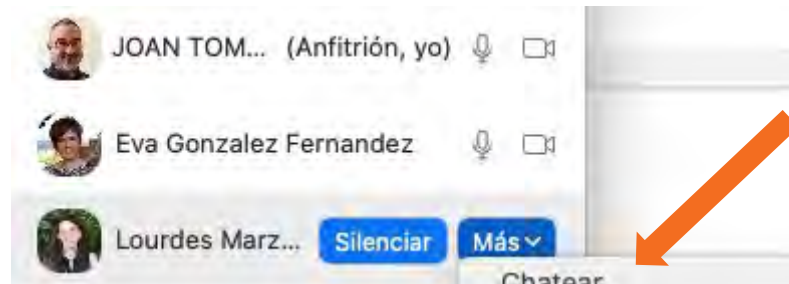 JOAN TOM... (Anfitrión, yo)
Eva Gonzalez Fernandez
Lourdes Marz... Silenciar Más
Chatear